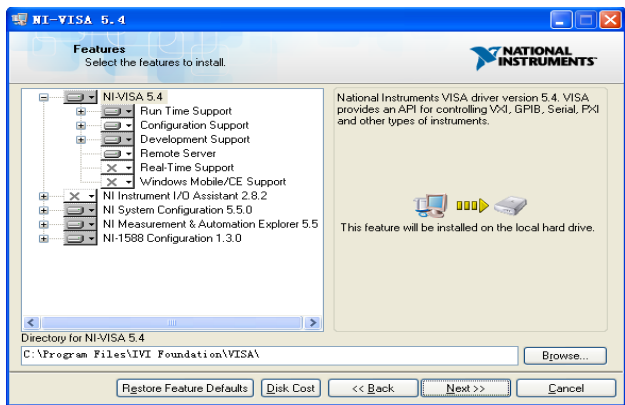 NI-VISA 5.4
Features
Select the features to install.
NATIONAL
INSTRUMENTS
NI-VISA 5.4
Run Time Support
Configuration Support
Development Support
Remote Server
Real-Time Support
Windows Mobile/CE Support
NI Instrument I/O Assistant 2.8.2
NI System Configuration 5.5.0
NI Measurement & Automation Explorer 5.5
NI-1588 Configuration 1.3.0
National Instruments VISA driver version 5.4. VISA
provides an API for controlling VXI, GPIB, Serial, PXI
and other types of instruments.
This feature will be installed on the local hard drive.
Directory for NI-VISA 5.4
C:\Program Files\IVI Foundation\VISA\
Browse...
Restore Feature Defaults
Disk Cost
<< Back
Next >>
Cancel